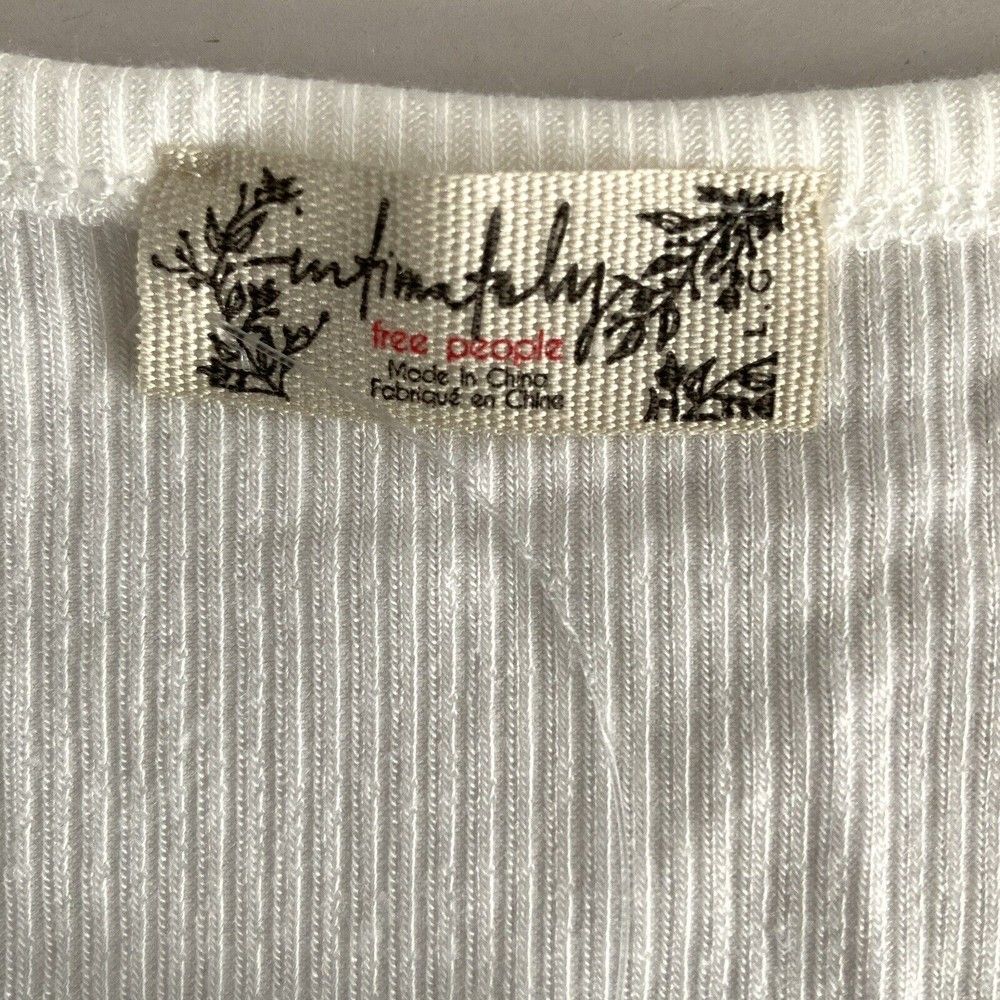 intimately
free people
Made in China
Fabriqué en Chine
L.C